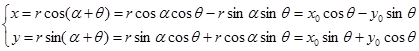 x = r cos(α + θ) = r cos α cos θ − r sin α sin θ = x₀ cos θ − y₀ sin θ
y = r sin(α + θ) = r sin α cos θ + r cos α sin θ = x₀ sin θ + y₀ cos θ